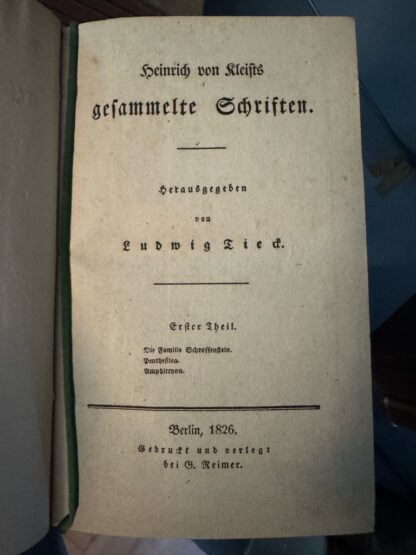 Heinrich von Kleists
gesammelte Schriften.
Herausgegeben
von
Ludwig Tieck.
Erster Theil.
Die Familie Schroffenstein.
Penthesilea.
Amphitryon.
Berlin, 1826.
Gedruckt und verlegt
bei G. Reimer.